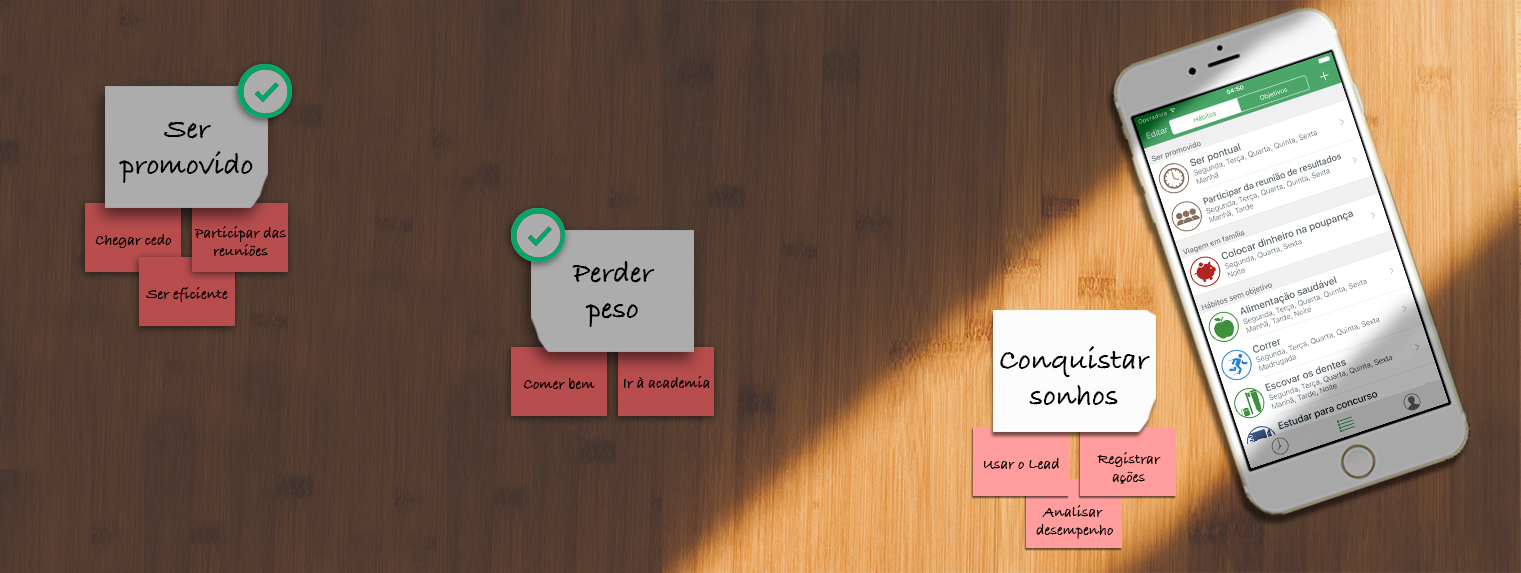 Ser
promovido
Chegar cedo
Participar das
reuniões
Ser eficiente
Perder
peso
Comer bem
Ir à academia
Conquistar
sonhos
Usar o Lead
Registrar
ações
Analisar
desempenho
Operadora
04:50
Editar
Hábitos
Objetivos
+
Ser promovido
Ser pontual
Segunda, Terça, Quarta, Quinta, Sexta
Manhã
Participar da reunião de resultados
Segunda, Terça, Quarta, Quinta, Sexta
Manhã, Tarde
Viagem em família
Colocar dinheiro na poupança
Segunda, Quarta, Sexta
Noite
Hábitos sem objetivo
Alimentação saudável
Segunda, Terça, Quarta, Quinta, Sexta
Manhã, Tarde, Noite
Correr
Segunda, Terça, Quarta, Quinta, Sexta
Madrugada
Escovar os dentes
Segunda, Terça, Quarta, Quinta, Sexta
Manhã, Tarde, Noite
Estudar para concurso